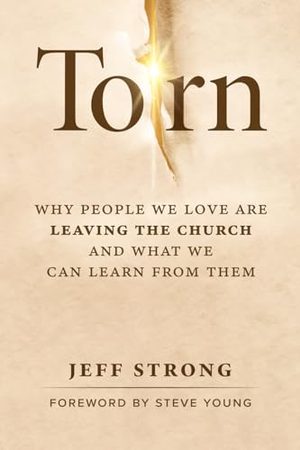 Torn
WHY PEOPLE WE LOVE ARE
LEAVING THE CHURCH
AND WHAT WE
CAN LEARN FROM THEM
JEFF STRONG
FOREWORD BY STEVE YOUNG